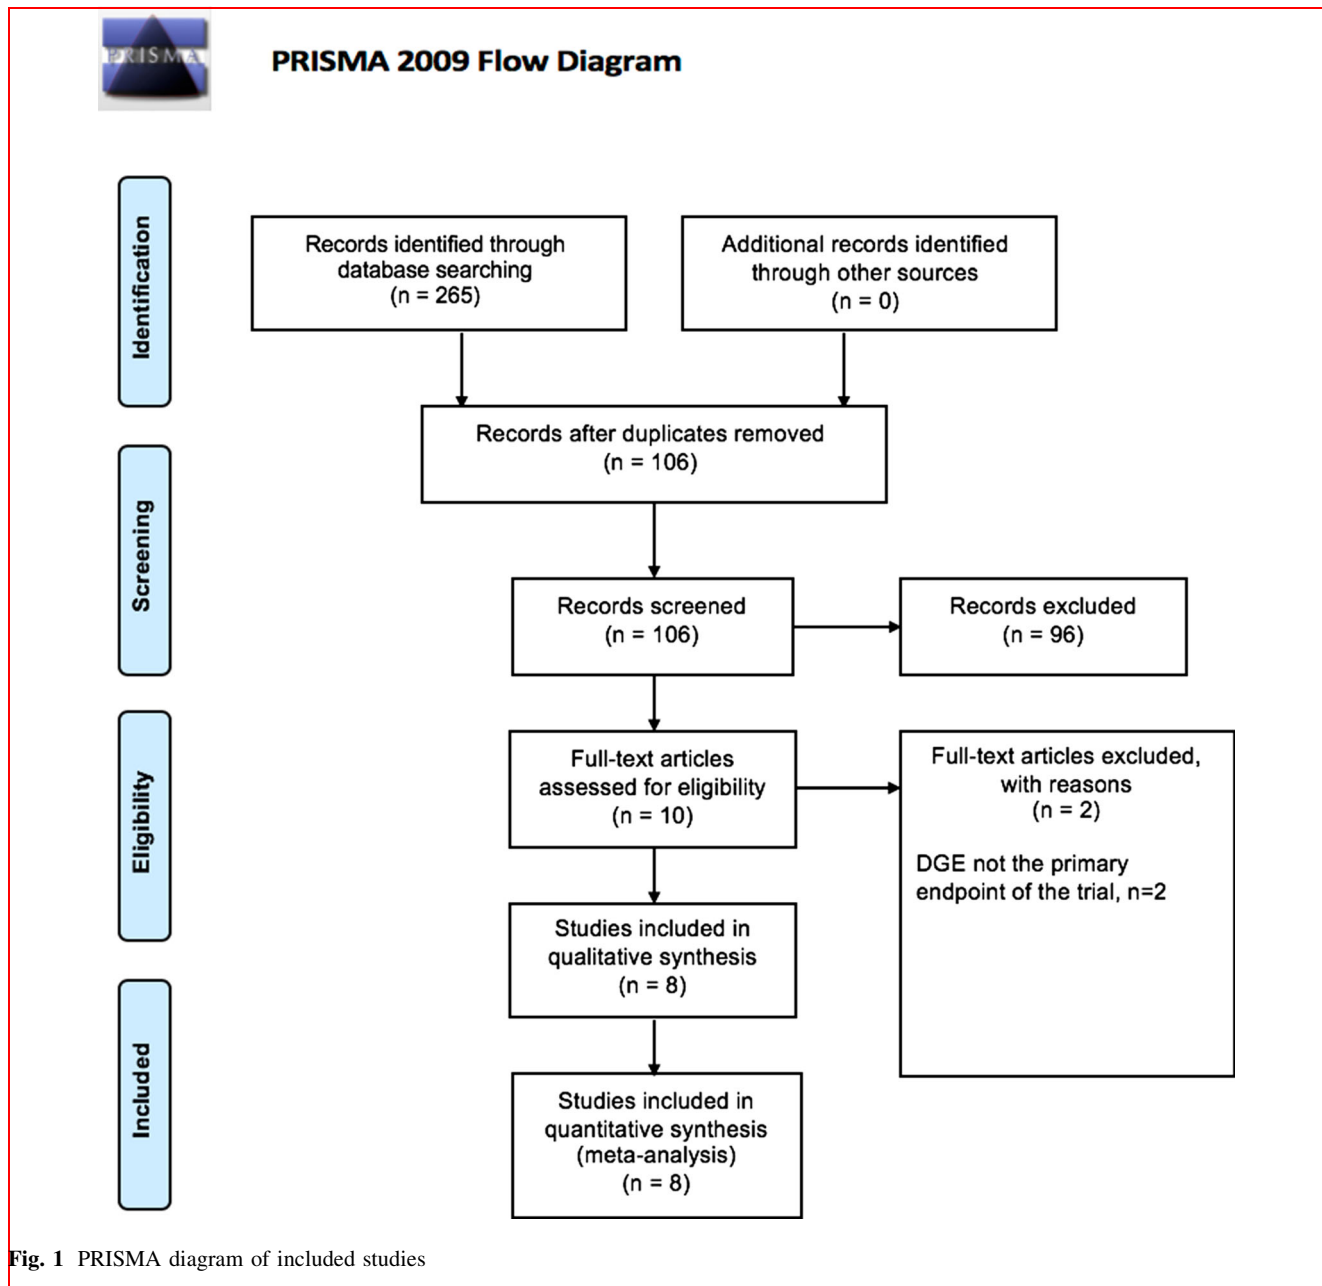 PRISMA
PRISMA 2009 Flow Diagram
Identification
Records identified through
database searching
(n = 265)
Additional records identified
through other sources
(n = 0)
Records after duplicates removed
(n = 106)
Screening
Records screened
(n = 106)
Records excluded
(n = 96)
Eligibility
Full-text articles
assessed for eligibility
(n = 10)
Full-text articles excluded,
with reasons
(n = 2)
DGE not the primary
endpoint of the trial, n=2
Studies included in
qualitative synthesis
(n = 8)
Included
Studies included in
quantitative synthesis
(meta-analysis)
(n = 8)
Fig. 1 PRISMA diagram of included studies